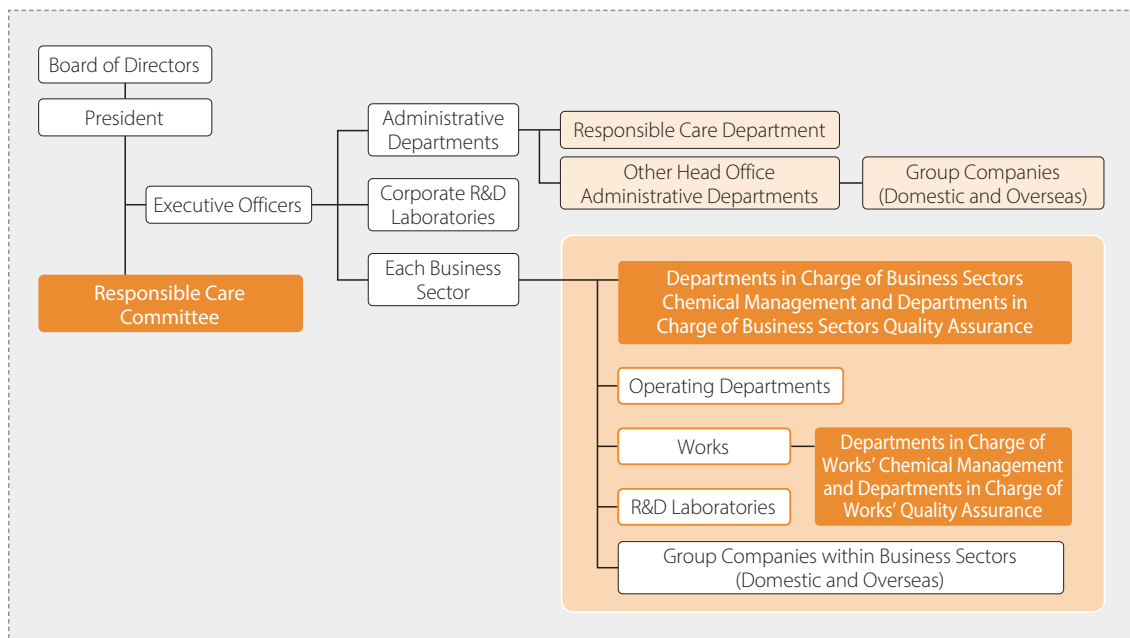 Board of Directors
President
Executive Officers
Responsible Care
Committee
Administrative
Departments
Corporate R&D
Laboratories
Each Business
Sector
Responsible Care Department
Other Head Office
Administrative Departments
Group Companies
(Domestic and Overseas)
Departments in Charge of Business Sectors
Chemical Management and Departments in
Charge of Business Sectors Quality Assurance
Operating Departments
Works
Departments in Charge of
Works’ Chemical Management
and Departments in Charge of
Works’ Quality Assurance
R&D Laboratories
Group Companies within Business Sectors
(Domestic and Overseas)